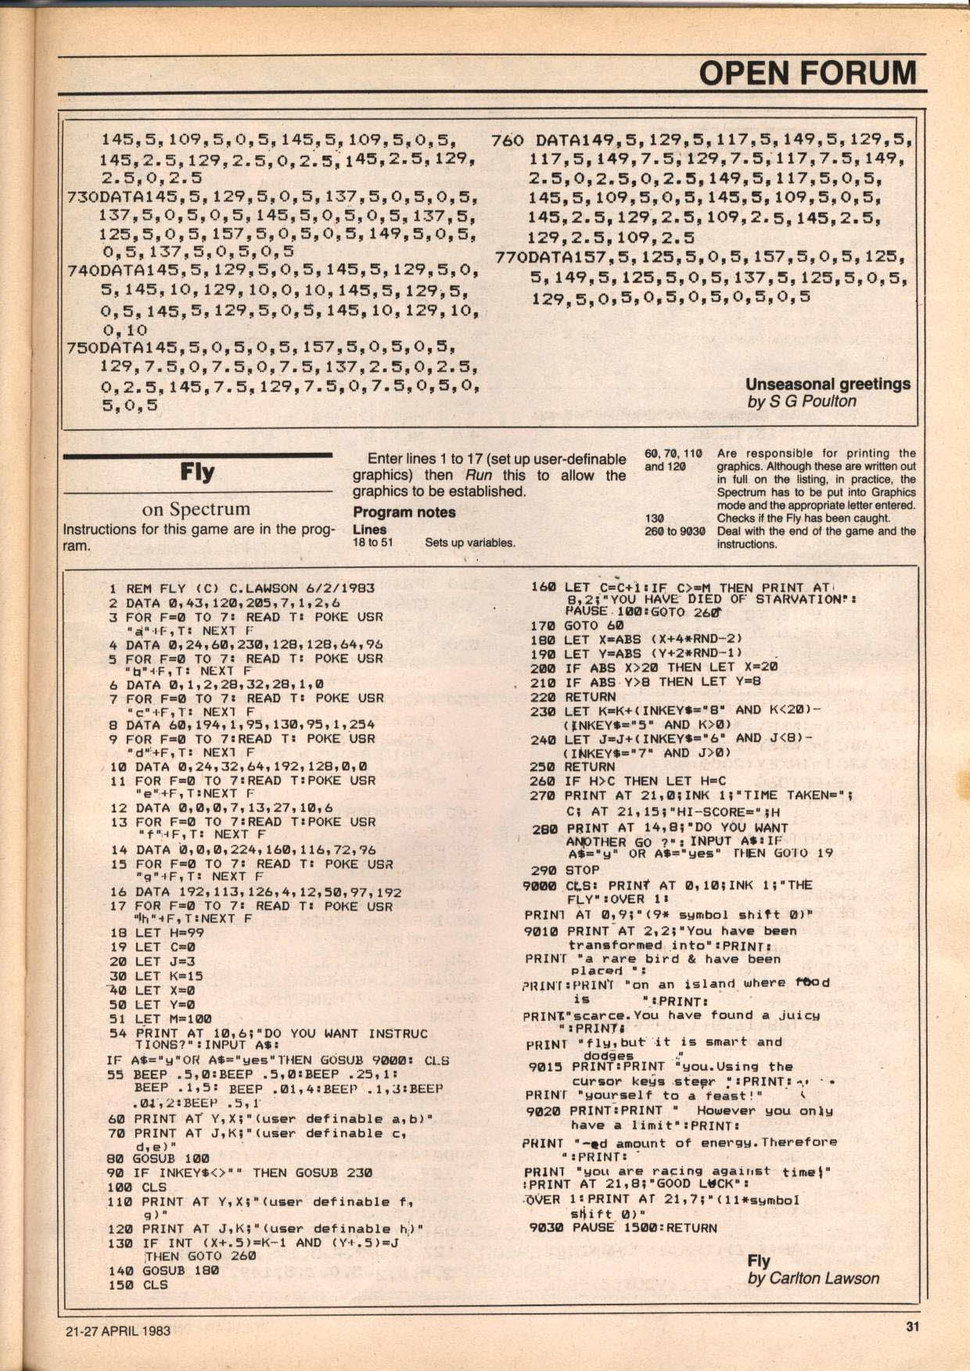 OPEN FORUM
145,5,109,5,0,5,145,5,109,5,0,5,
145,2.5,129,2.5,0,2.5,145,2.5,129,
2.5,0,2.5
730DATA145,5,129,5,0,5,137,5,0,5,0,5,
137,5,0,5,0,5,145,5,0,5,0,5,137,5,
125,5,0,5,157,5,0,5,0,5,149,5,0,5,
0,5,137,5,0,5,0,5
740DATA145,5,129,5,0,5,145,5,129,5,0,
5,145,10,129,10,0,10,145,5,129,5,
0,5,145,5,129,5,0,5,145,10,129,10,
0,10
750DATA145,5,0,5,0,5,157,5,0,5,0,5,
129,7.5,0,7.5,0,7.5,137,2.5,0,2.5,
0,2.5,145,7.5,129,7.5,0,7.5,0,5,0,
5,0,5
760 DATA149,5,129,5,117,5,149,5,129,5,
117,5,149,7.5,129,7.5,117,7.5,149,
2.5,0,2.5,0,2.5,149,5,117,5,0,5,
145,5,109,5,0,5,145,5,109,5,0,5,
145,2.5,129,2.5,109,2.5,145,2.5,
129,2.5,109,2.5
770DATA157,5,125,5,0,5,157,5,0,5,125,
5,149,5,125,5,0,5,137,5,125,5,0,5,
129,5,0,5,0,5,0,5,0,5,0,5
Unseasonal greetings
by S G Poulton
Fly
on Spectrum
Instructions for this game are in the prog-
ram.
Enter lines 1 to 17 (set up user-definable
graphics) then Run this to allow the
graphics to be established.
Program notes
Lines
18 to 51 Sets up variables.
60, 70, 110 Are responsible for printing the
and 120 graphics. Although these are written out
in full on the listing, in practice, the
Spectrum has to be put into Graphics
mode and the appropriate letter entered.
130 Checks if the Fly has been caught.
260 to 9030 Deal with the end of the game and the
instructions.
1 REM FLY (C) C.LAWSON 6/2/1983
2 DATA 0,43,120,205,7,1,2,6
3 FOR F=0 TO 7: READ T: POKE USR
"a"+F,T: NEXT F
4 DATA 0,24,60,230,128,128,64,96
5 FOR F=0 TO 7: READ T: POKE USR
"b"+F,T: NEXT F
6 DATA 0,1,2,28,32,28,1,0
7 FOR F=0 TO 7: READ T: POKE USR
"c"+F,T: NEXT F
8 DATA 60,194,1,95,130,95,1,254
9 FOR F=0 TO 7:READ T: POKE USR
"d"+F,T: NEXT F
10 DATA 0,24,32,64,192,128,0,0
11 FOR F=0 TO 7:READ T:POKE USR
"e"+F,T:NEXT F
12 DATA 0,0,0,7,13,27,10,6
13 FOR F=0 TO 7:READ T:POKE USR
"f"+F,T: NEXT F
14 DATA 0,0,0,224,160,116,72,96
15 FOR F=0 TO 7: READ T: POKE USR
"g"+F,T: NEXT F
16 DATA 192,113,126,4,12,50,97,192
17 FOR F=0 TO 7: READ T: POKE USR
"h"+F,T:NEXT F
18 LET H=99
19 LET C=0
20 LET J=3
30 LET K=15
40 LET X=0
50 LET Y=0
51 LET M=100
54 PRINT AT 10,6;"DO YOU WANT INSTRUC
TIONS?":INPUT A$:
IF A$="y"OR A$="yes"THEN GOSUB 9000: CLS
55 BEEP .5,0:BEEP .5,0:BEEP .25,1:
BEEP .1,5: BEEP .01,4:BEEP .1,3:BEEP
.01,2:BEEP .5,1
60 PRINT AT Y,X;"(user definable a,b)"
70 PRINT AT J,K;"(user definable c,
d,e)"
80 GOSUB 100
90 IF INKEY$<>"" THEN GOSUB 230
100 CLS
110 PRINT AT Y,X;"(user definable f,
g)"
120 PRINT AT J,K;"(user definable h)"
130 IF INT (X+.5)=K-1 AND (Y+.5)=J
THEN GOTO 260
140 GOSUB 180
150 CLS
160 LET C=C+1:IF C>=M THEN PRINT AT
8,2;"YOU HAVE DIED OF STARVATION":
PAUSE 100:GOTO 260
170 GOTO 60
180 LET X=ABS (X+4*RND-2)
190 LET Y=ABS (Y+2*RND-1)
200 IF ABS X>20 THEN LET X=20
210 IF ABS Y>8 THEN LET Y=8
220 RETURN
230 LET K=K+(INKEY$="8" AND K<20)-
(INKEY$="5" AND K>0)
240 LET J=J+(INKEY$="6" AND J<8)-
(INKEY$="7" AND J>0)
250 RETURN
260 IF H>C THEN LET H=C
270 PRINT AT 21,0;INK 1;"TIME TAKEN=";
C; AT 21,15;"HI-SCORE=";H
280 PRINT AT 14,8;"DO YOU WANT
ANOTHER GO ?": INPUT A$:IF
A$="y" OR A$="yes" THEN GOTO 19
290 STOP
9000 CLS: PRINT AT 0,10;INK 1;"THE
FLY":OVER 1:
PRINT AT 0,9;"(9* symbol shift 0)"
9010 PRINT AT 2,2;"You have been
transformed into":PRINT:
PRINT "a rare bird & have been
placed ":
PRINT:PRINT "on an island where food
is ":PRINT:
PRINT"scarce.You have found a juicy
":PRINT:
PRINT "fly,but it is smart and
dodges "
9015 PRINT:PRINT "you.Using the
cursor keys steer ":PRINT:
PRINT "yourself to a feast!"
9020 PRINT:PRINT " However you only
have a limit":PRINT:
PRINT "-ed amount of energy.Therefore
":PRINT:
PRINT "you are racing against time!"
:PRINT AT 21,8;"GOOD LUCK":
OVER 1:PRINT AT 21,7;"(11*symbol
shift 0)"
9030 PAUSE 1500:RETURN
Fly
by Carlton Lawson
21-27 APRIL 1983
31